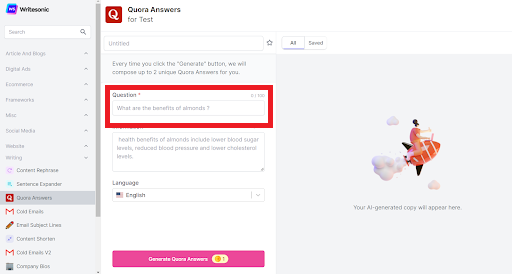 Writesonic
Search
Article And Blogs
Digital Ads
Ecommerce
Frameworks
Misc
Social Media
Website
Writing
Content Rephrase
Sentence Expander
Quora Answers
Cold Emails
Email Subject Lines
Content Shorten
Cold Emails V2
Company Bios
Quora Answers
for Test
Untitled
Every time you click the "Generate" button, we will
compose up to 2 unique Quora Answers for you.
Question *
0 / 100
What are the benefits of almonds ?
health benefits of almonds include lower blood sugar
levels, reduced blood pressure and lower cholesterol
levels.
Language
English
Generate Quora Answers 1
All
Saved
Your AI-generated copy will appear here.